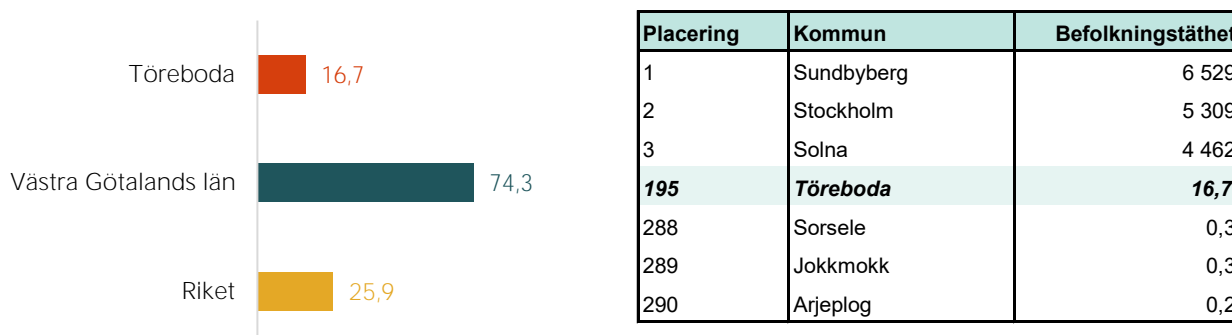 Töreboda 16,7
Västra Götalands län 74,3
Riket 25,9
Placering Kommun Befolkningstäthet
1 Sundbyberg 6 529
2 Stockholm 5 309
3 Solna 4 462
195 Töreboda 16,7
288 Sorsele 0,3
289 Jokkmokk 0,3
290 Arjeplog 0,2